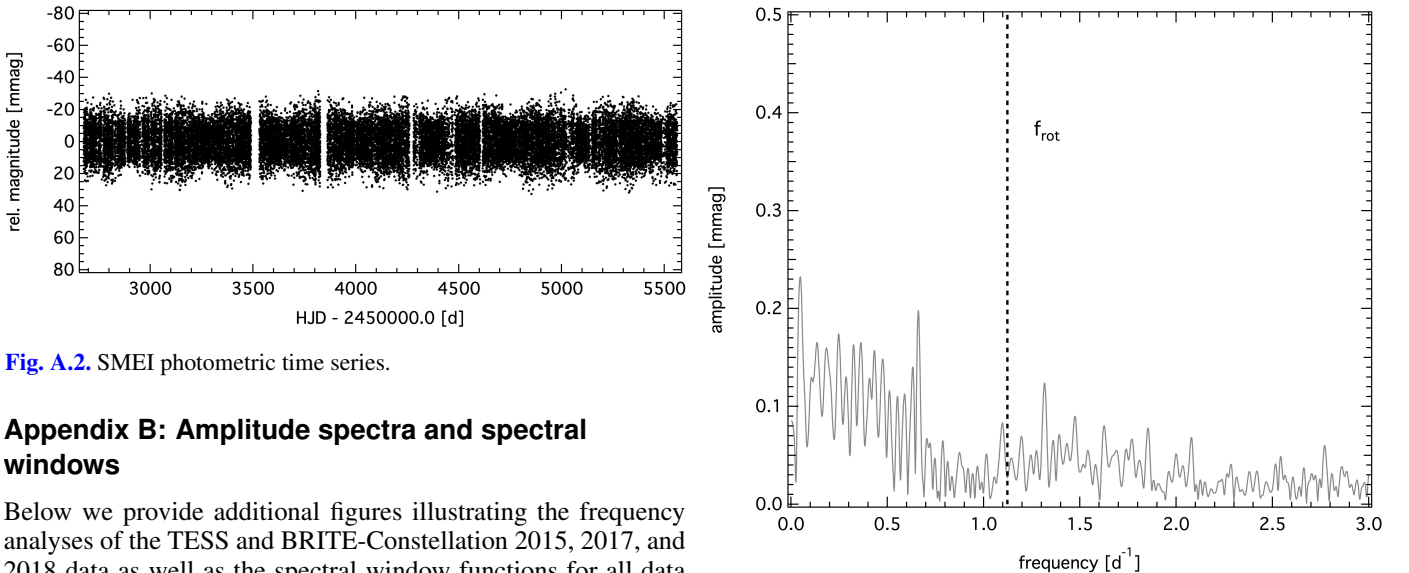 -80
-60
-40
-20
0
20
40
60
80
rel. magnitude [mmag]
3000 3500 4000 4500 5000 5500
HJD - 2450000.0 [d]
Fig. A.2. SMEI photometric time series.
Appendix B: Amplitude spectra and spectral
windows
Below we provide additional figures illustrating the frequency
analyses of the TESS and BRITE-Constellation 2015, 2017, and
2018 data as well as the spectral window functions for all data
0.5
0.4
0.3
0.2
0.1
0.0
amplitude [mmag]
f_rot
0.0 0.5 1.0 1.5 2.0 2.5 3.0
frequency [d^-1]